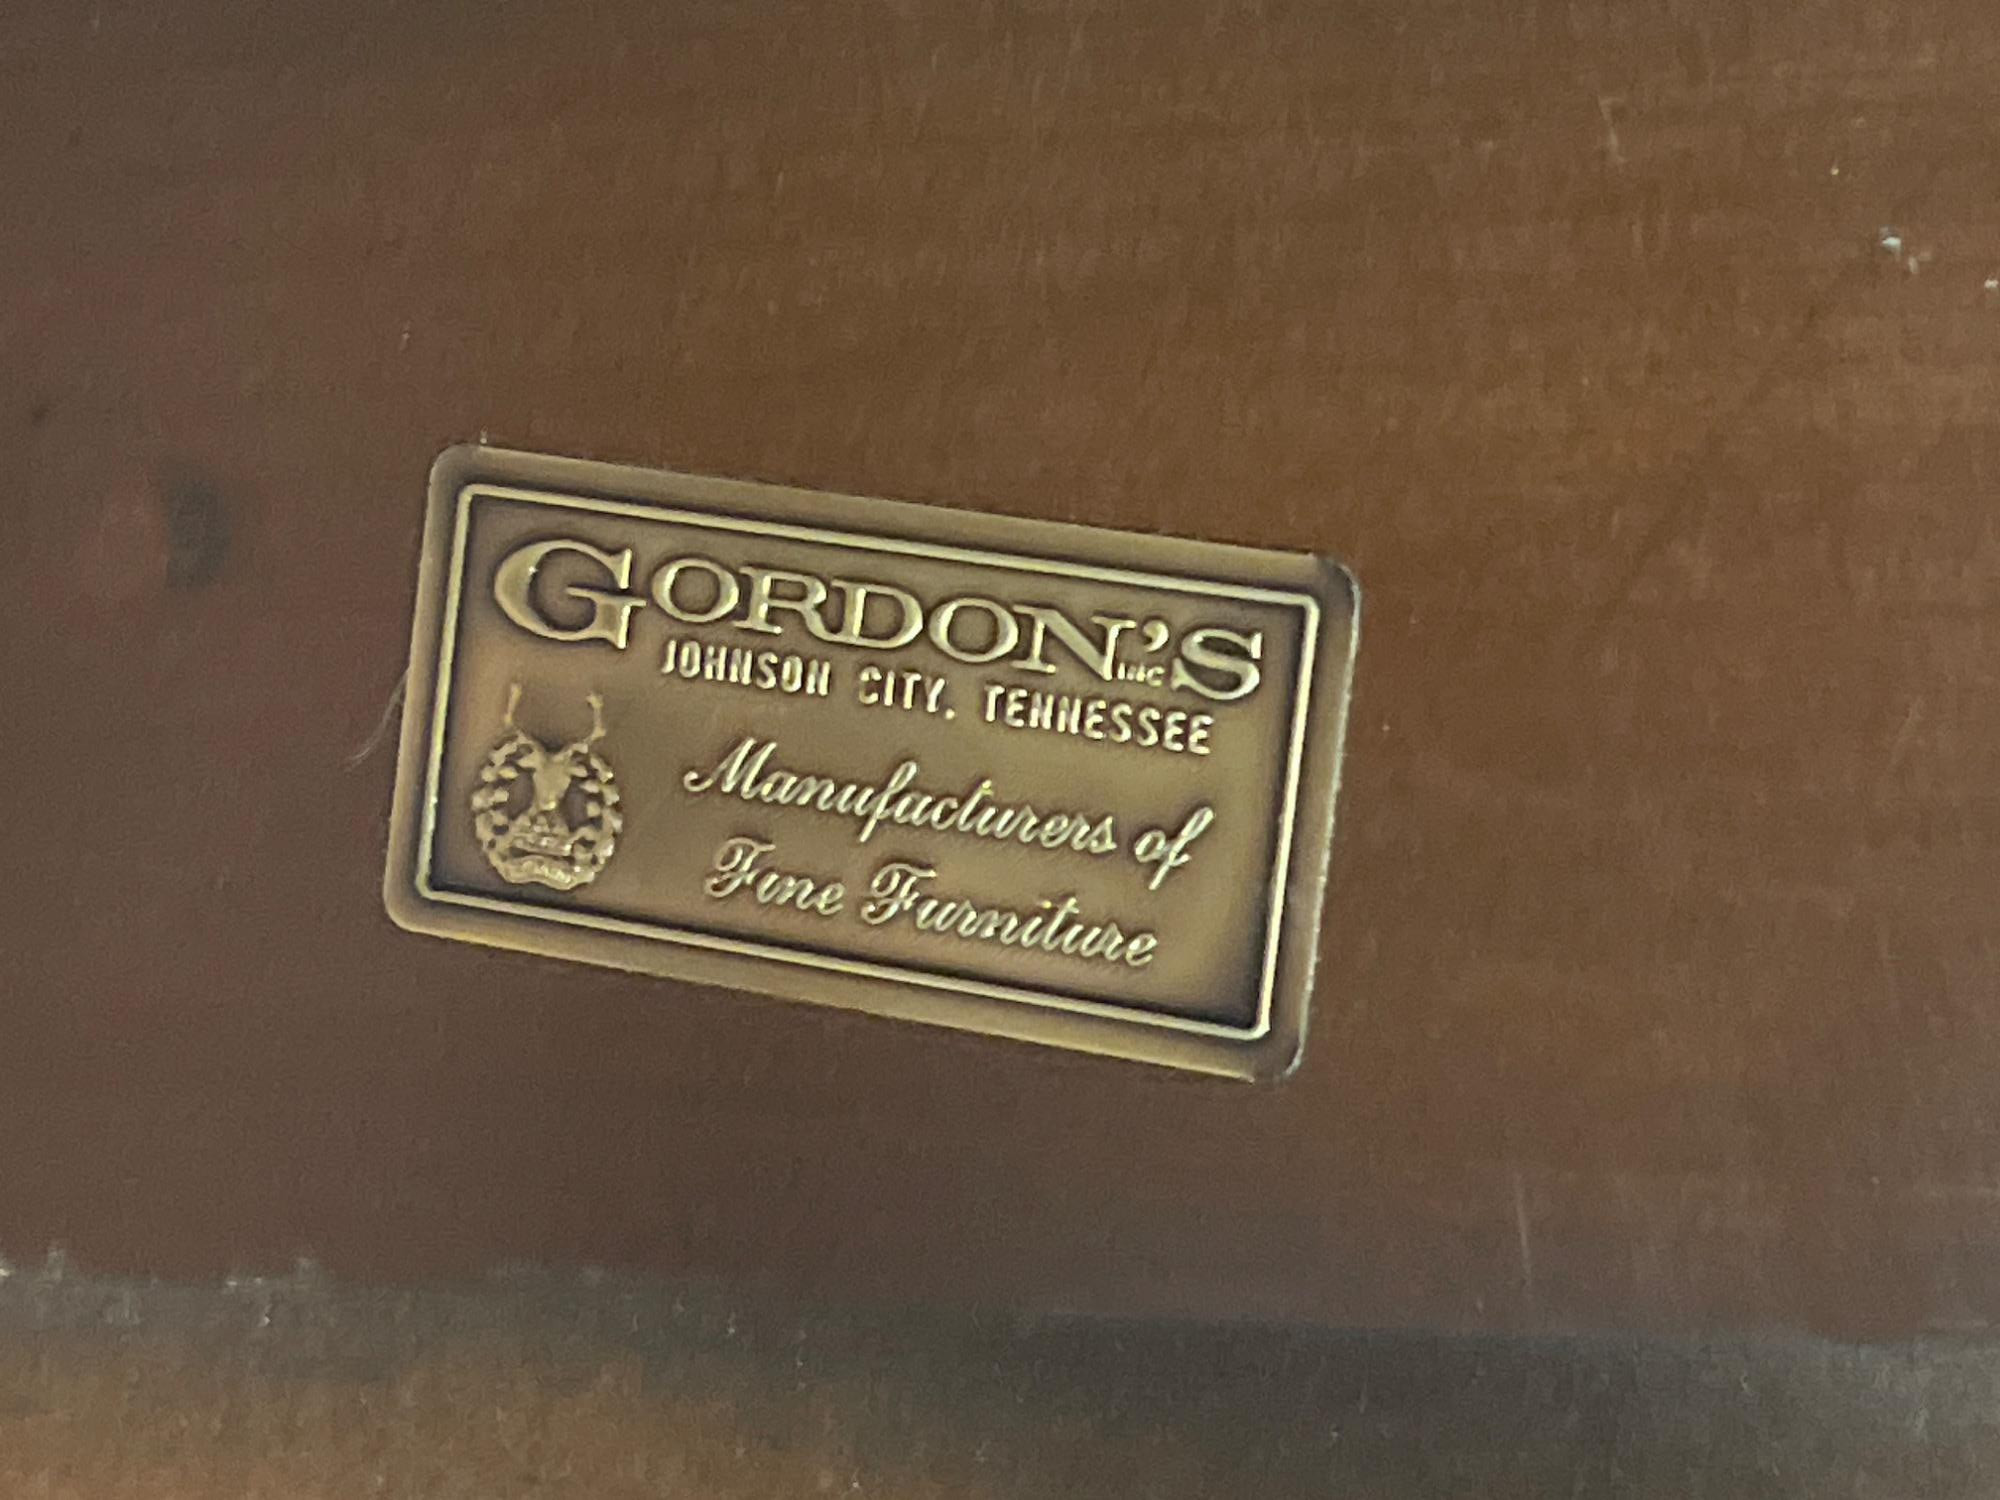 GORDON'S INC
JOHNSON CITY, TENNESSEE
Manufacturers of
Fine Furniture